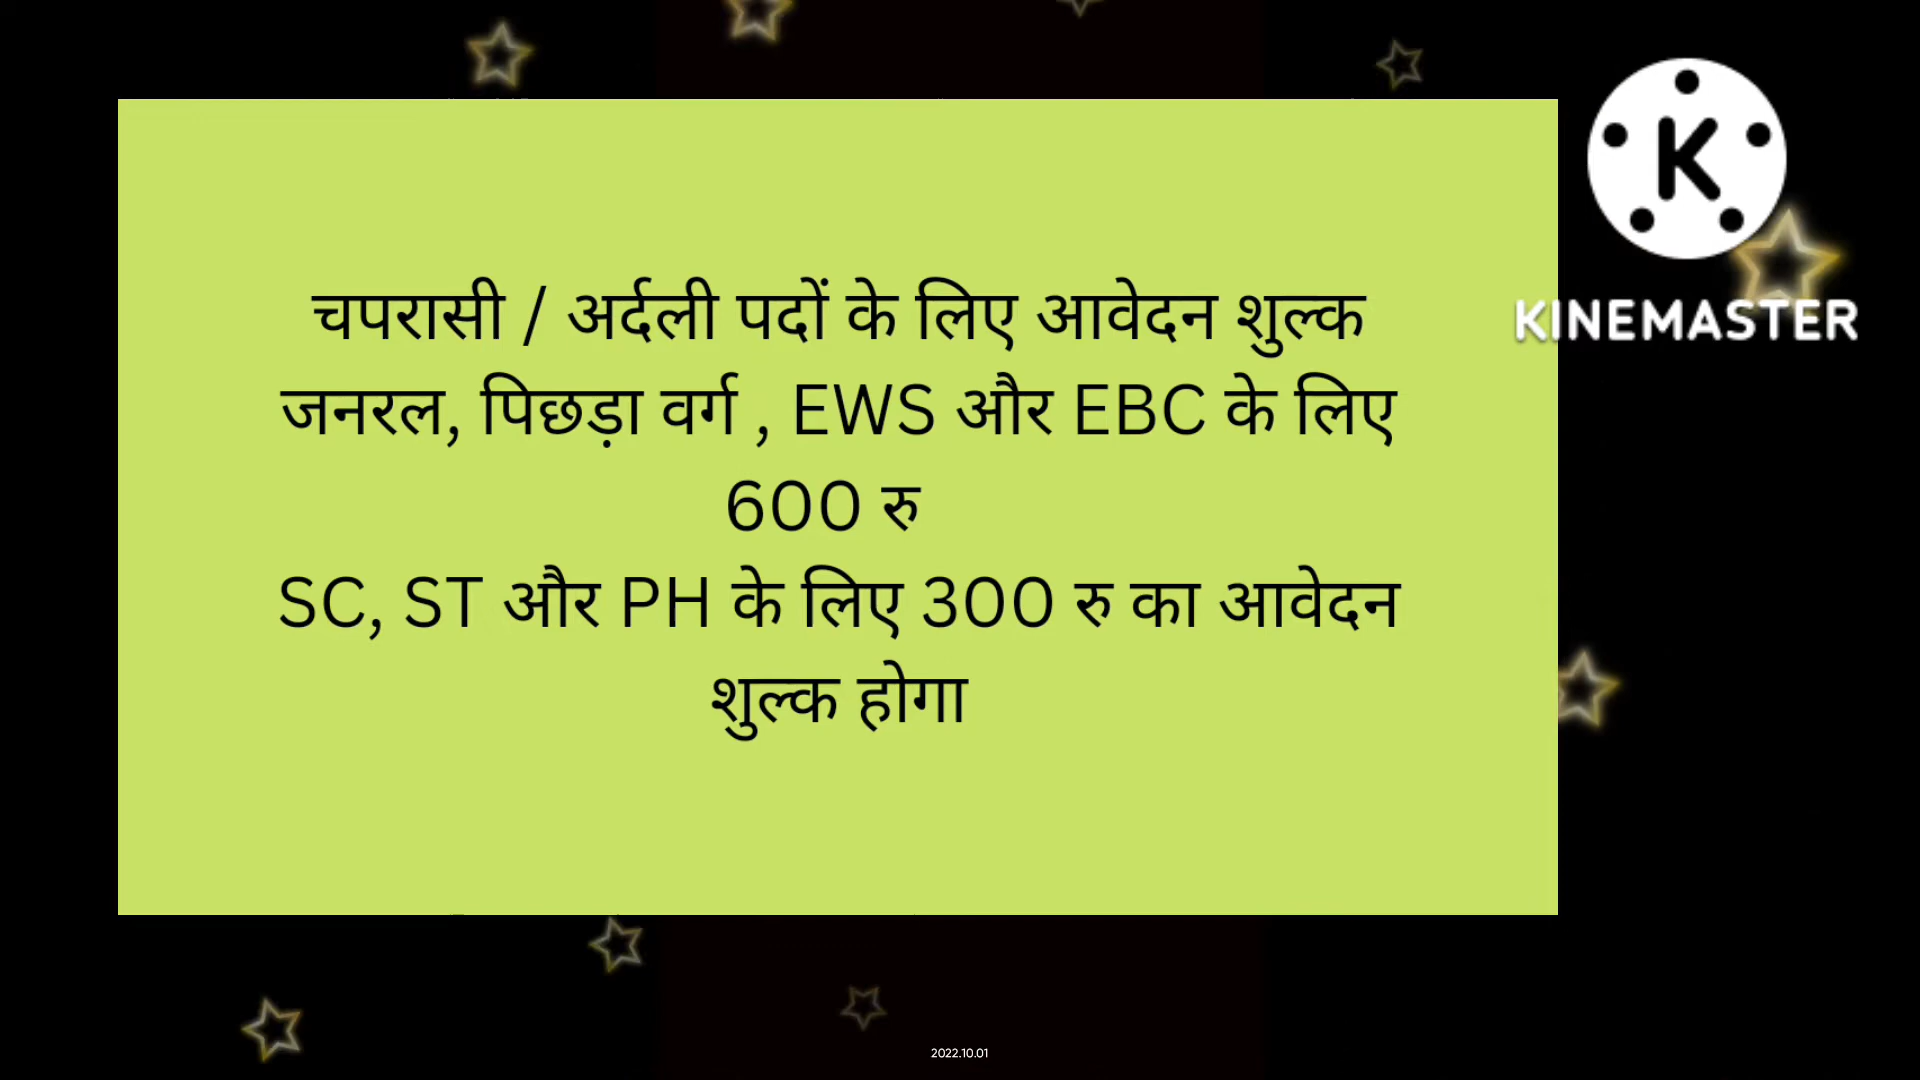 चपरासी / अर्दली पदों के लिए आवेदन शुल्क
जनरल, पिछड़ा वर्ग , EWS और EBC के लिए
600 रु
SC, ST और PH के लिए 300 रु का आवेदन
शुल्क होगा
K
KINEMASTER
2022.10.01